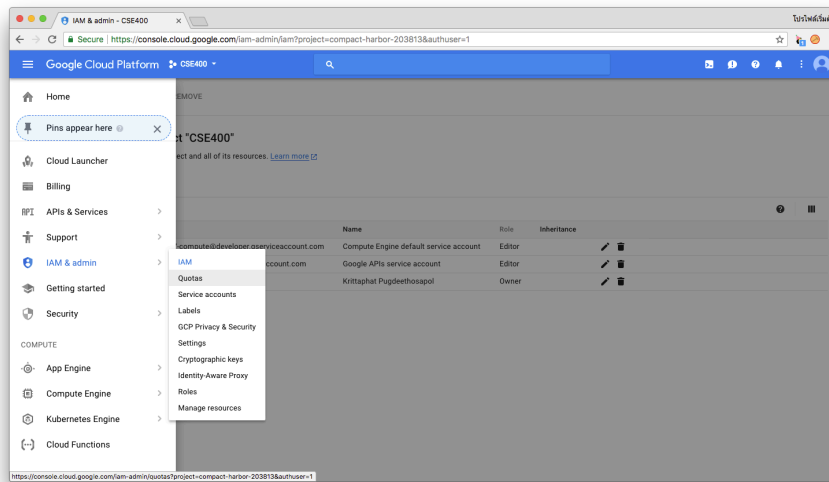 IAM & admin - CSE400
โปรไฟล์เริ่มต้
Secure | https://console.cloud.google.com/iam-admin/iam?project=compact-harbor-203813&authuser=1
Google Cloud Platform CSE400
Home
EMOVE
Pins appear here
ct "CSE400"
ect and all of its resources. Learn more
Cloud Launcher
Billing
APIs & Services
Support
IAM & admin
Getting started
Security
COMPUTE
App Engine
Compute Engine
Kubernetes Engine
Cloud Functions
IAM
Quotas
Service accounts
Labels
GCP Privacy & Security
Settings
Cryptographic keys
Identity-Aware Proxy
Roles
Manage resources
Name Role Inheritance
-compute@developer.gserviceaccount.com Compute Engine default service account Editor
ccount.com Google APIs service account Editor
Krittaphat Pugdeethosapol Owner
https://console.cloud.google.com/iam-admin/quotas?project=compact-harbor-203813&authuser=1